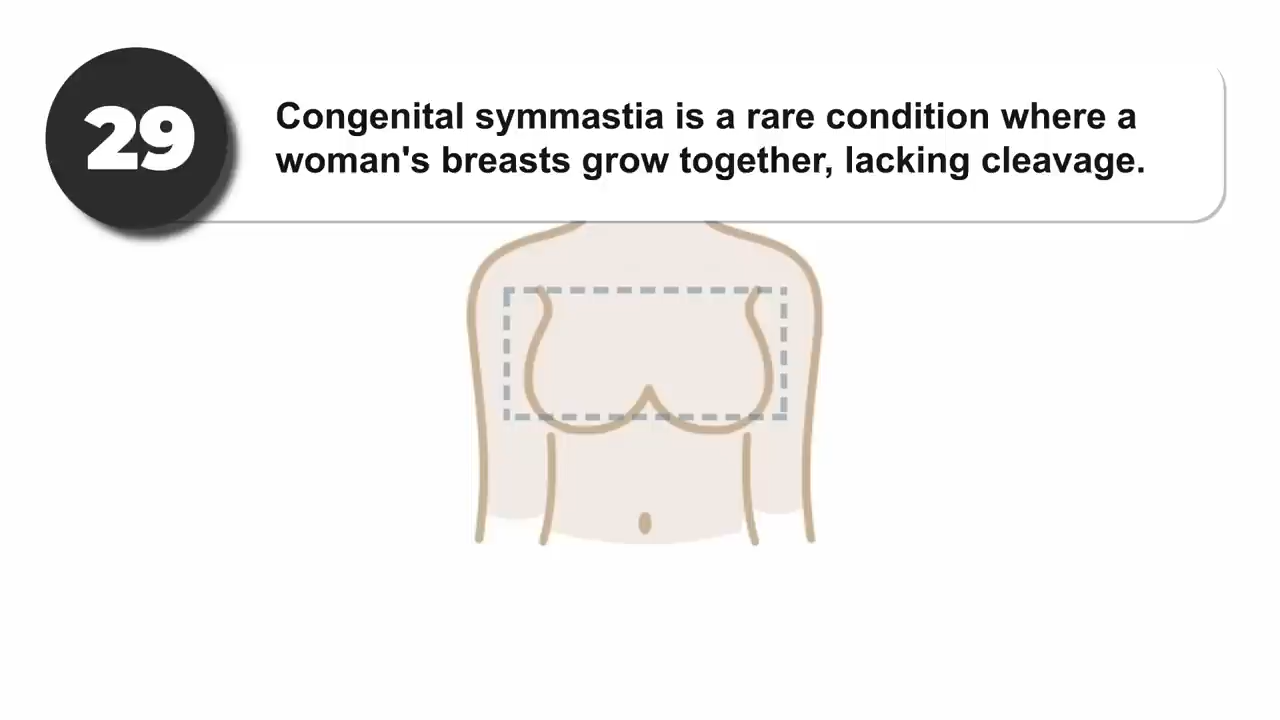 29
Congenital symmastia is a rare condition where a
woman's breasts grow together, lacking cleavage.